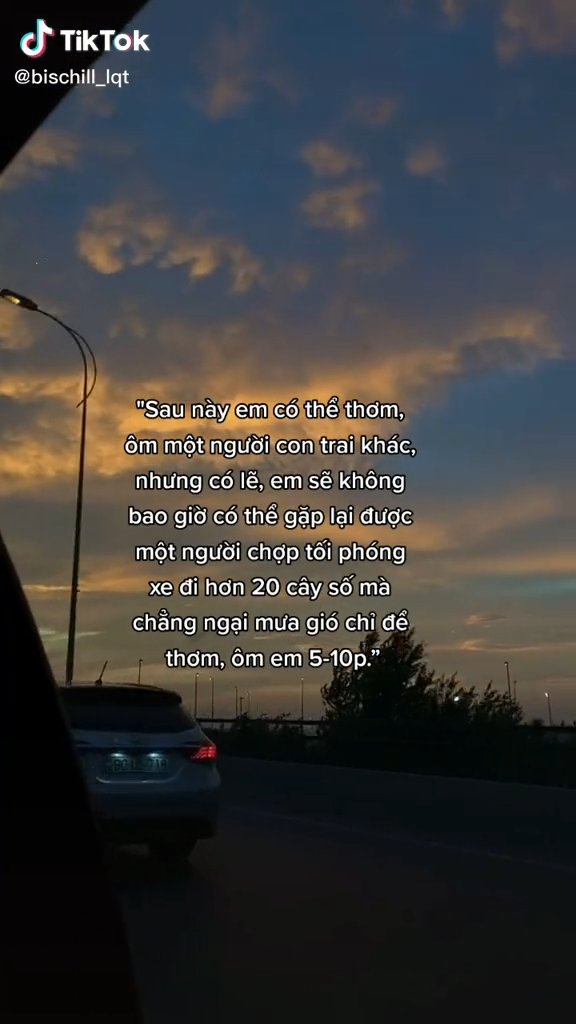 TikTok
@bischill_lqt
"Sau này em có thể thơm,
ôm một người con trai khác,
nhưng có lẽ, em sẽ không
bao giờ có thể gặp lại được
một người chợp tối phóng
xe đi hơn 20 cây số mà
chẳng ngại mưa gió chỉ để
thơm, ôm em 5-10p.”